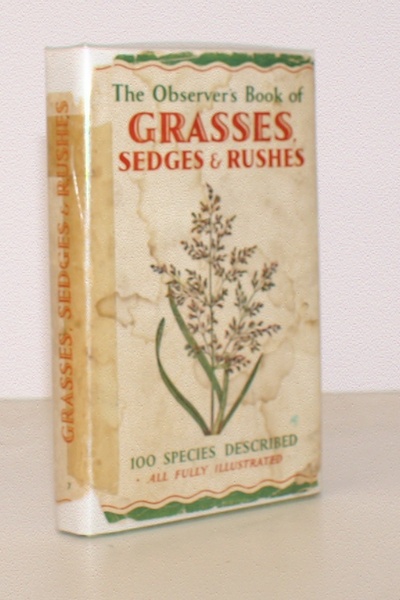 The Observer's Book of
GRASSES,
SEDGES & RUSHES
100 SPECIES DESCRIBED
· ALL FULLY ILLUSTRATED ·
GRASSES, SEDGES & RUSHES